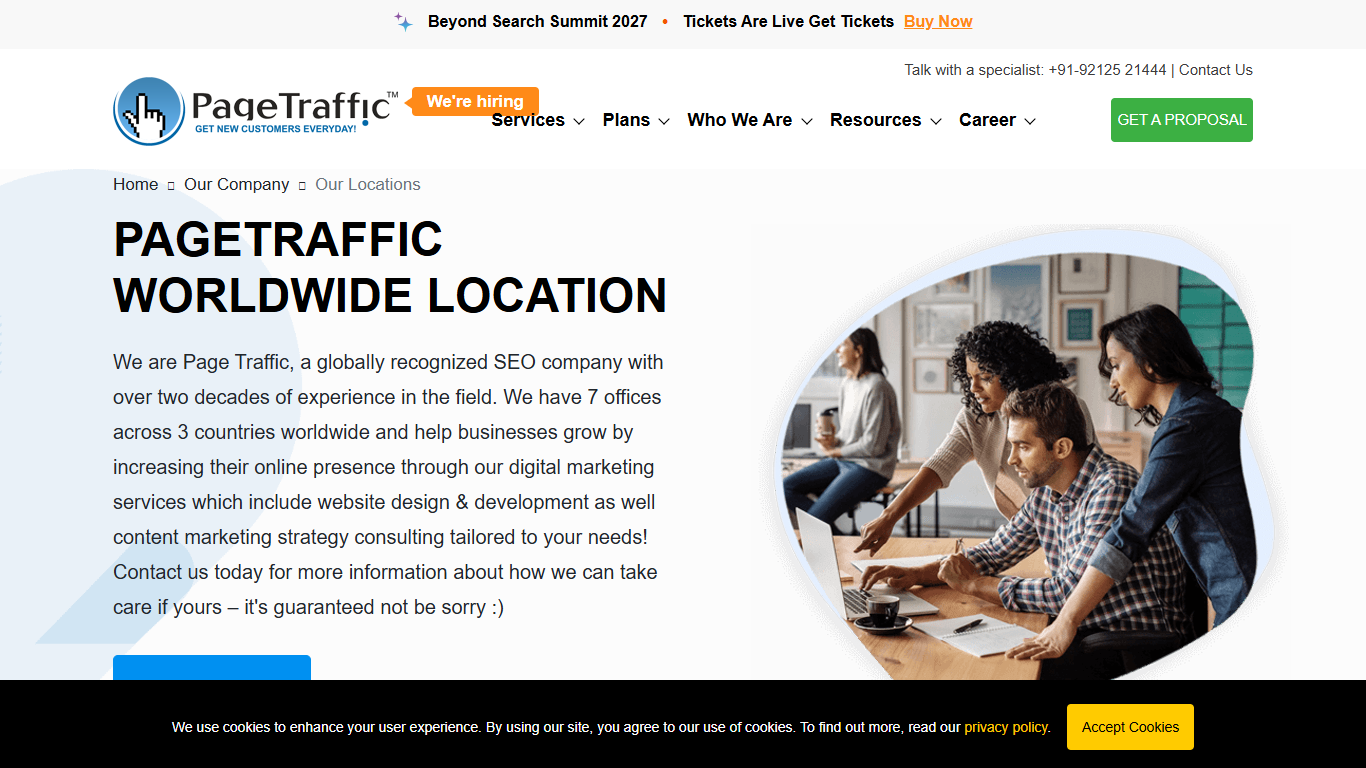 Beyond Search Summit 2027 • Tickets Are Live Get Tickets Buy Now
Talk with a specialist: +91-92125 21444 | Contact Us
PageTraffic™
GET NEW CUSTOMERS EVERYDAY!
We're hiring
Services Plans Who We Are Resources Career
GET A PROPOSAL
Home Our Company Our Locations
PAGETRAFFIC
WORLDWIDE LOCATION
We are Page Traffic, a globally recognized SEO company with
over two decades of experience in the field. We have 7 offices
across 3 countries worldwide and help businesses grow by
increasing their online presence through our digital marketing
services which include website design & development as well
content marketing strategy consulting tailored to your needs!
Contact us today for more information about how we can take
care if yours – it's guaranteed not be sorry :)
We use cookies to enhance your user experience. By using our site, you agree to our use of cookies. To find out more, read our privacy policy.
Accept Cookies